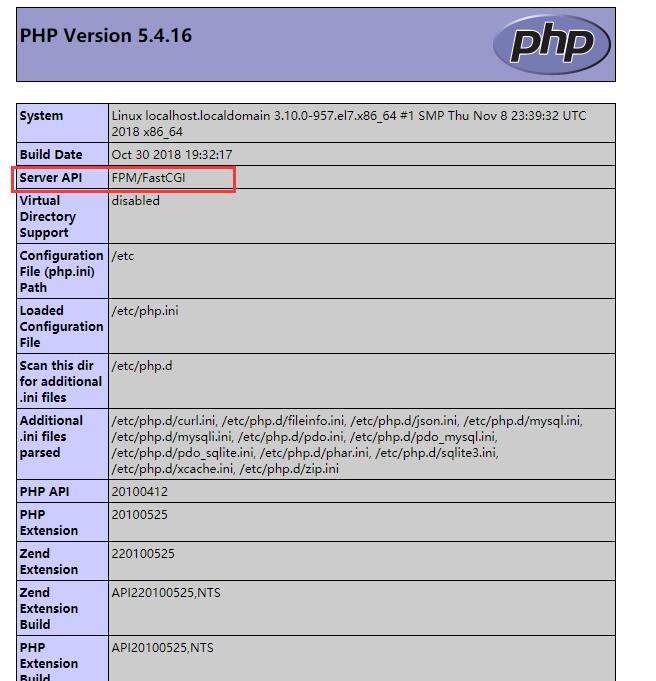 PHP Version 5.4.16
php
System
Linux localhost.localdomain 3.10.0-957.el7.x86_64 #1 SMP Thu Nov 8 23:39:32 UTC
2018 x86_64
Build Date
Oct 30 2018 19:32:17
Server API
FPM/FastCGI
Virtual
Directory
Support
disabled
Configuration
File (php.ini)
Path
/etc
Loaded
Configuration
File
/etc/php.ini
Scan this dir
for additional
.ini files
/etc/php.d
Additional
.ini files
parsed
/etc/php.d/curl.ini, /etc/php.d/fileinfo.ini, /etc/php.d/json.ini, /etc/php.d/mysql.ini,
/etc/php.d/mysqli.ini, /etc/php.d/pdo.ini, /etc/php.d/pdo_mysql.ini,
/etc/php.d/pdo_sqlite.ini, /etc/php.d/phar.ini, /etc/php.d/sqlite3.ini,
/etc/php.d/xcache.ini, /etc/php.d/zip.ini
PHP API
20100412
PHP
Extension
20100525
Zend
Extension
220100525
Zend
Extension
Build
API220100525,NTS
PHP
Extension
Build
API20100525,NTS